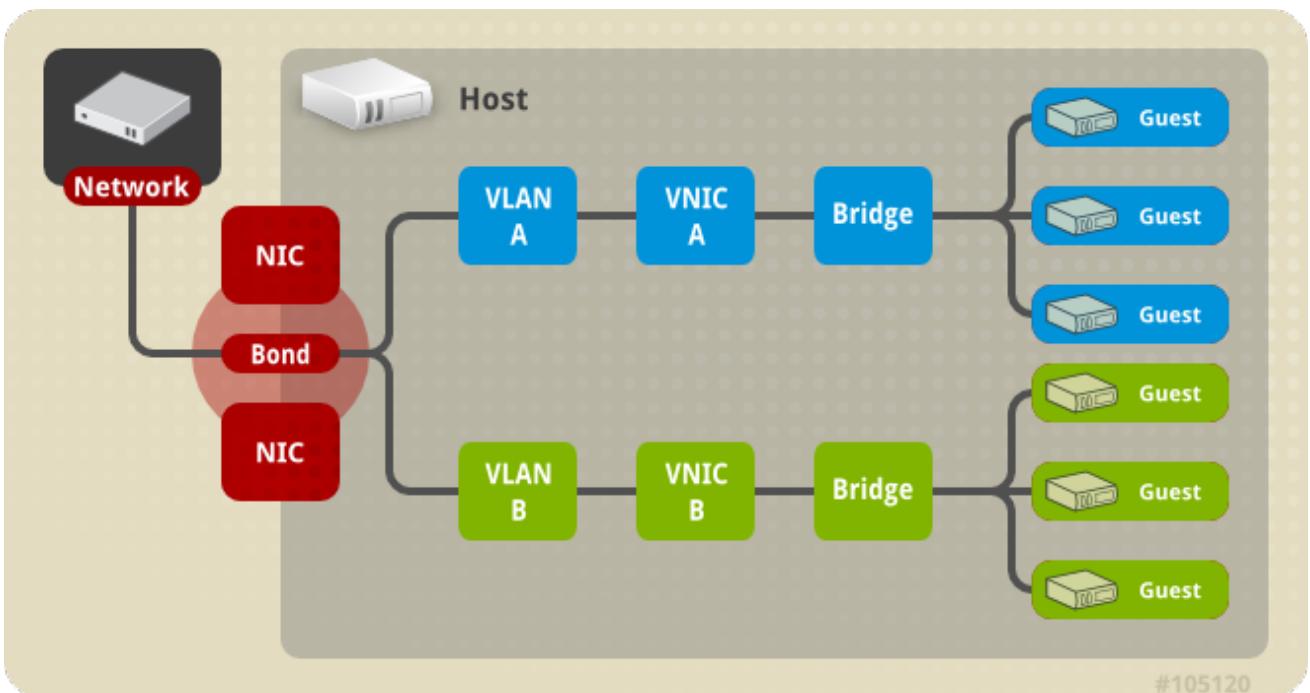 Host
Guest
Network
NIC
VLAN
A
VNIC
A
Bridge
Guest
Guest
Bond
Guest
NIC
VLAN
B
VNIC
B
Bridge
Guest
Guest
#105120